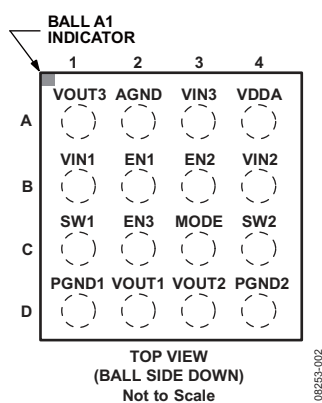 BALL A1
INDICATOR
1 2 3 4
VOUT3 AGND VIN3 VDDA
A
VIN1 EN1 EN2 VIN2
B
SW1 EN3 MODE SW2
C
PGND1 VOUT1 VOUT2 PGND2
D
TOP VIEW
(BALL SIDE DOWN)
Not to Scale
08253-002